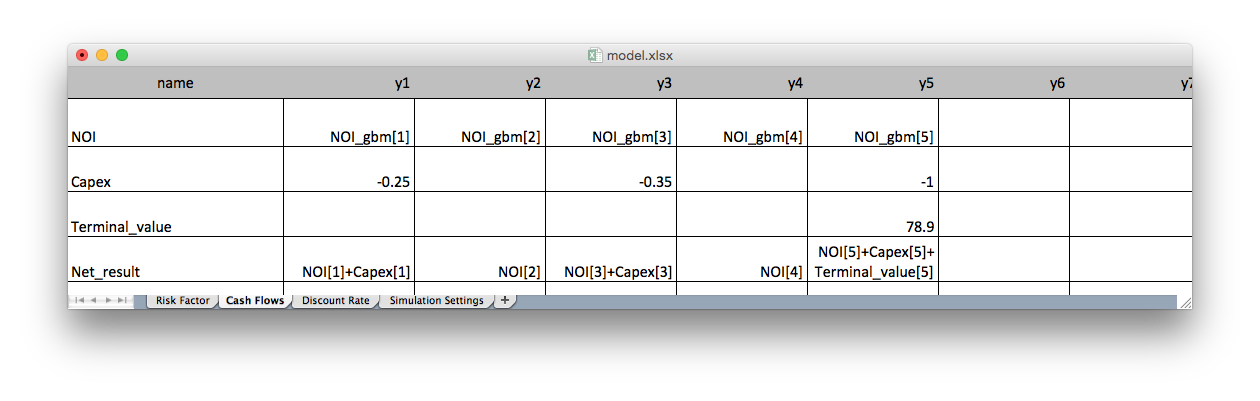 model.xlsx
name y1 y2 y3 y4 y5 y6 y7
NOI NOI_gbm[1] NOI_gbm[2] NOI_gbm[3] NOI_gbm[4] NOI_gbm[5]
Capex -0.25 -0.35 -1
Terminal_value 78.9
NOI[5]+Capex[5]+
Net_result NOI[1]+Capex[1] NOI[2] NOI[3]+Capex[3] NOI[4] Terminal_value[5]
Risk Factor Cash Flows Discount Rate Simulation Settings +